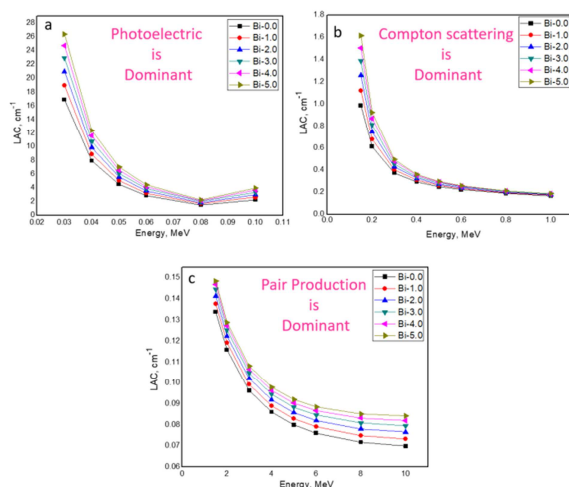 a
Photoelectric
is
Dominant
Bi-0.0
Bi-1.0
Bi-2.0
Bi-3.0
Bi-4.0
Bi-5.0
LAC, cm-1
28
26
24
22
20
18
16
14
12
10
8
6
4
2
0
0.02 0.03 0.04 0.05 0.06 0.07 0.08 0.09 0.10 0.11
Energy, MeV
b
Compton scattering
is
Dominant
Bi-0.0
Bi-1.0
Bi-2.0
Bi-3.0
Bi-4.0
Bi-5.0
LAC, cm-1
1.8
1.6
1.4
1.2
1.0
0.8
0.6
0.4
0.2
0.0
0.2 0.4 0.6 0.8 1.0
Energy, MeV
c
Pair Production
is
Dominant
Bi-0.0
Bi-1.0
Bi-2.0
Bi-3.0
Bi-4.0
Bi-5.0
LAC, cm-1
0.15
0.14
0.13
0.12
0.11
0.10
0.09
0.08
0.07
0.06
2 4 6 8 10
Energy, MeV